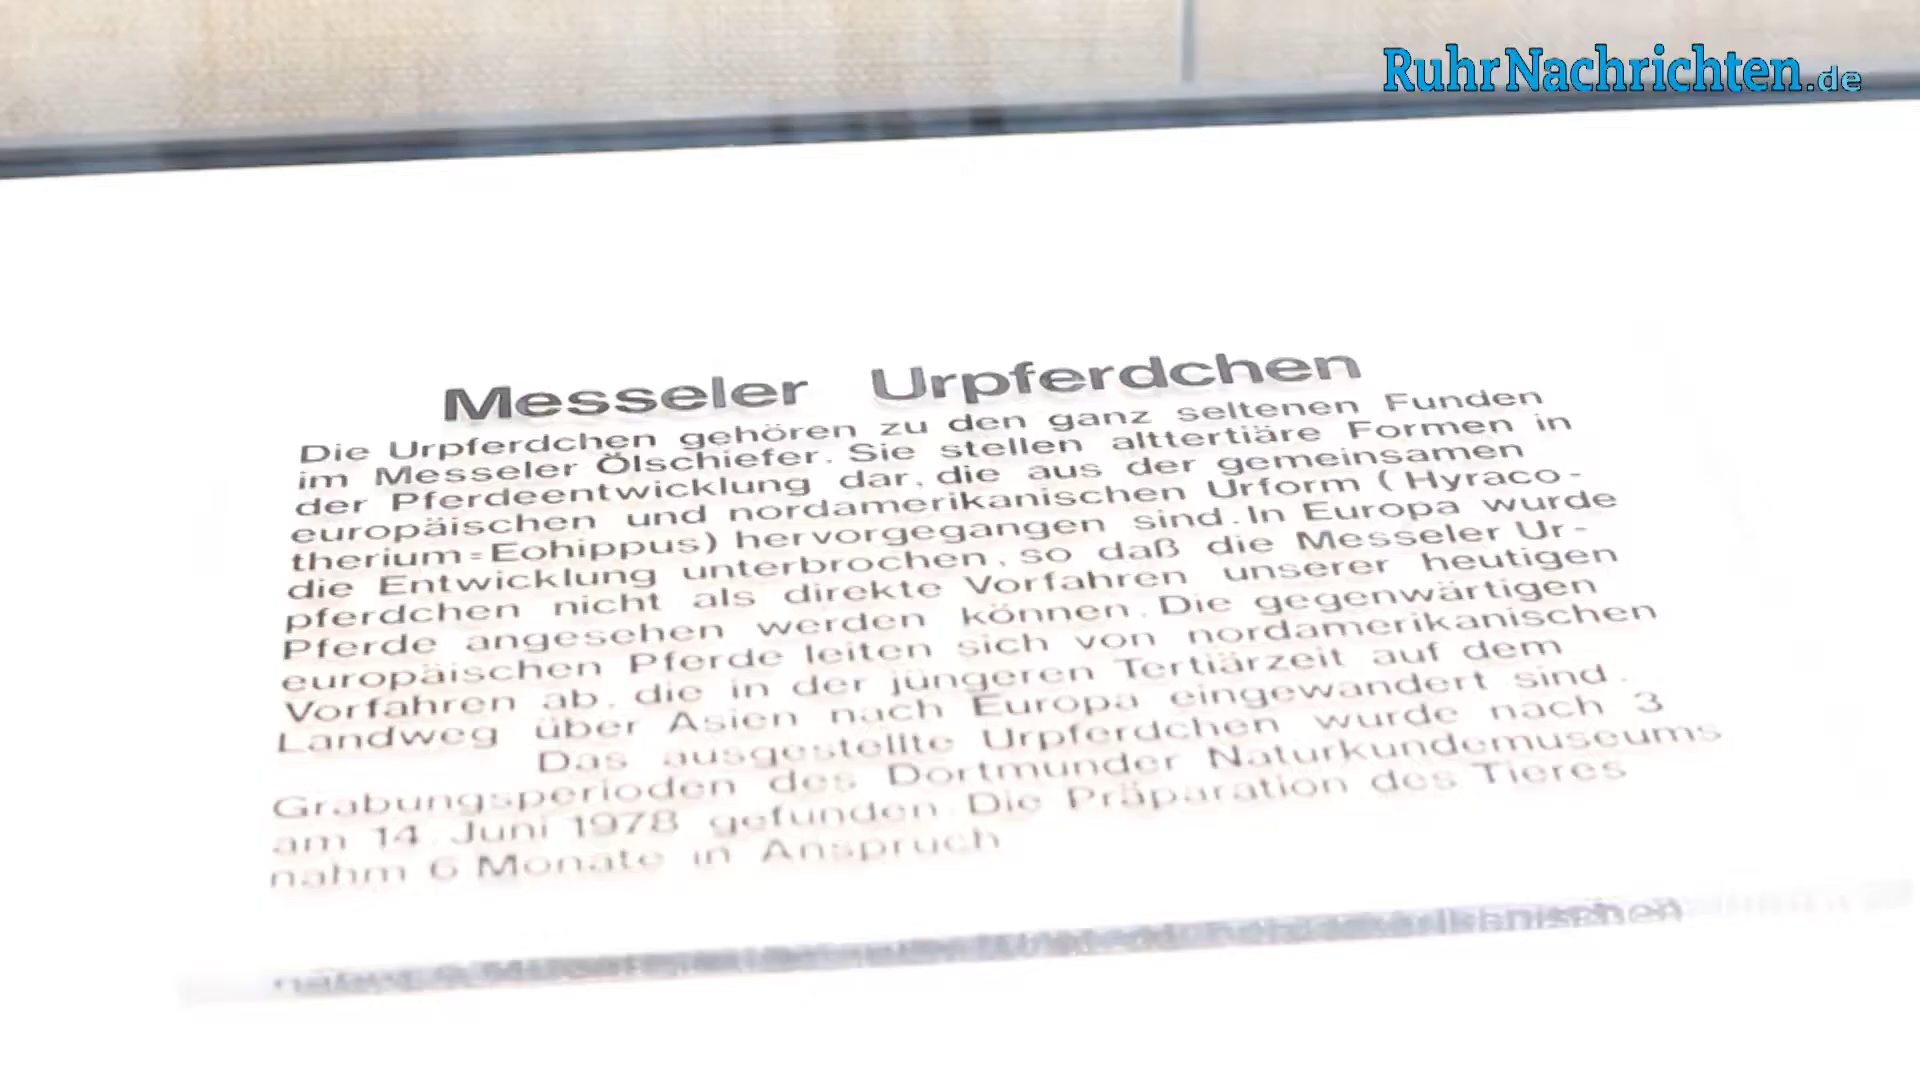 RuhrNachrichten.de
Messeler Urpferdchen
Die Urpferdchen gehören zu den ganz seltenen Funden
im Messeler Ölschiefer. Sie stellen alttertiäre Formen in
der Pferdeentwicklung dar, die aus der gemeinsamen
europäischen und nordamerikanischen Urform (Hyraco-
therium=Eohippus) hervorgegangen sind. In Europa wurde
die Entwicklung unterbrochen, so daß die Messeler Ur-
pferdchen nicht als direkte Vorfahren unserer heutigen
Pferde angesehen werden können. Die gegenwärtigen
europäischen Pferde leiten sich von nordamerikanischen
Vorfahren ab, die in der jüngeren Tertiärzeit auf dem
Landweg über Asien nach Europa eingewandert sind.
Das ausgestellte Urpferdchen wurde nach 3
Grabungsperioden des Dortmunder Naturkundemuseums
am 14. Juni 1978 gefunden. Die Präparation des Tieres
nahm 6 Monate in Anspruch